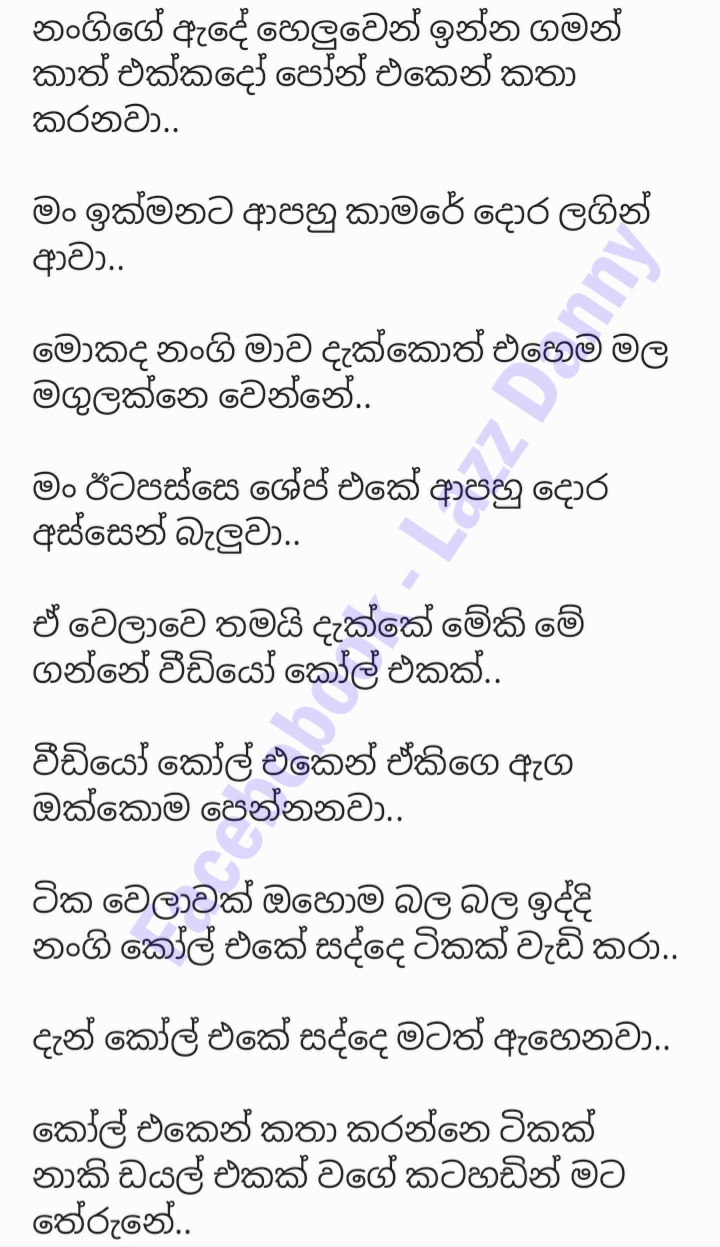 නංගිගේ ඇදේ හෙලුවෙන් ඉන්න ගමන්
කාත් එක්කදෝ පෝන් එකෙන් කතා
කරනවා..
මං ඉක්මනට ආපහු කාමරේ දොර ලගින්
ආවා..
මොකද නංගි මාව දැක්කොත් එහෙම මල
මගුලක්නෙ වෙන්නේ..
මං ඊටපස්සෙ ශේප් එකේ ආපහු දොර
අස්සෙන් බැලුවා..
ඒ වෙලාවෙ තමයි දැක්කේ මේකි මේ
ගන්නේ වීඩියෝ කෝල් එකක්..
වීඩියෝ කෝල් එකෙන් ඒකිගෙ ඇග
ඔක්කොම පෙන්නනවා..
ටික වෙලාවක් ඔහොම බල බල ඉද්දි
නංගි කෝල් එකේ සද්දෙ ටිකක් වැඩි කරා..
දැන් කෝල් එකේ සද්දෙ මටත් ඇහෙනවා..
කෝල් එකෙන් කතා කරන්නෙ ටිකක්
නාකි ඩයල් එකක් වගේ කටහඩින් මට
තේරුනේ..
Facebobook - Lazz Danny